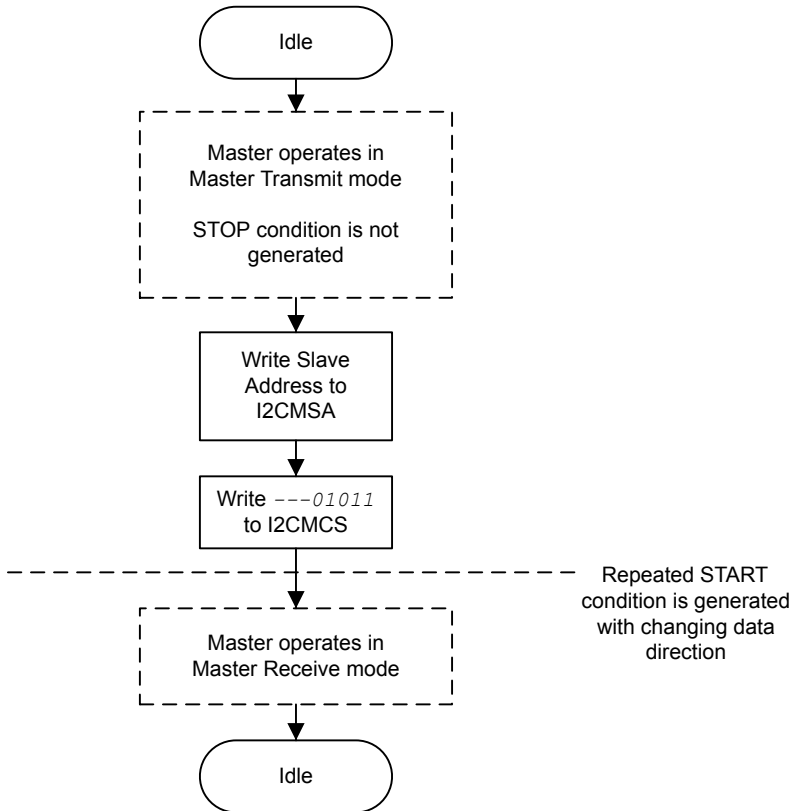 Idle
Master operates in
Master Transmit mode
STOP condition is not
generated
Write Slave
Address to
I2CMSA
Write ---01011
to I2CMCS
Repeated START
condition is generated
with changing data
direction
Master operates in
Master Receive mode
Idle